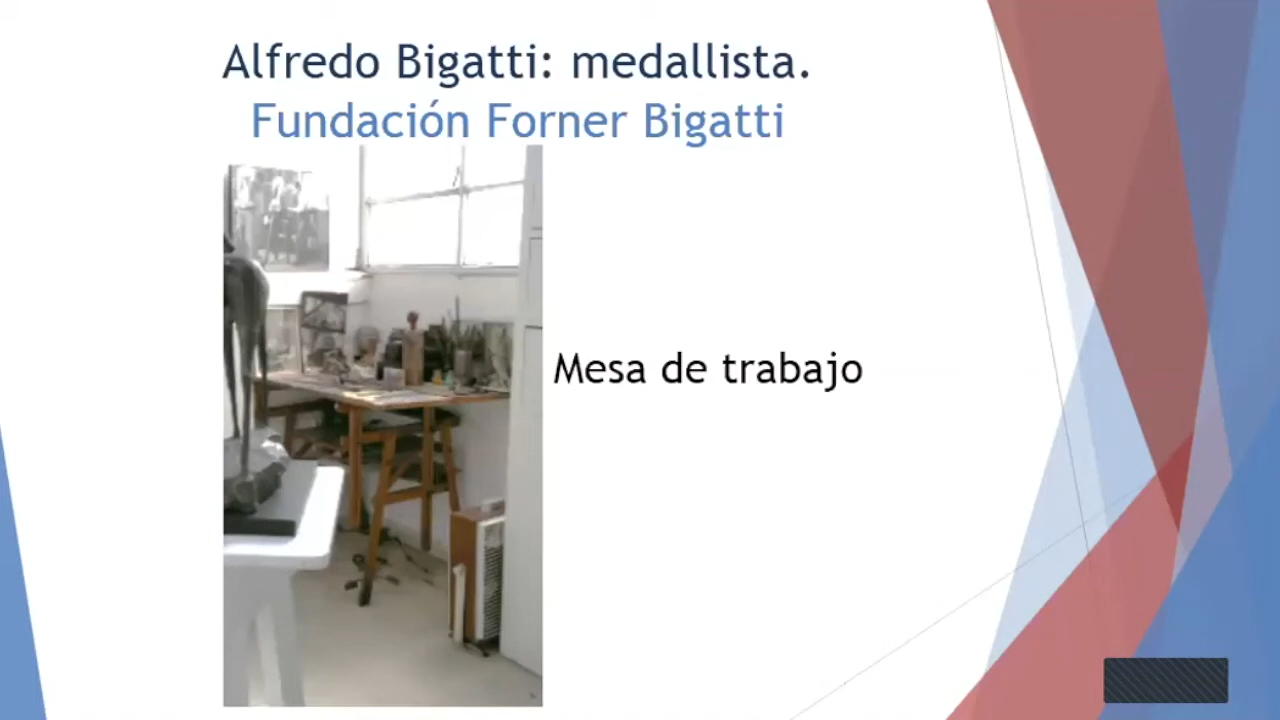 Alfredo Bigatti: medallista.
Fundación Forner Bigatti
Mesa de trabajo